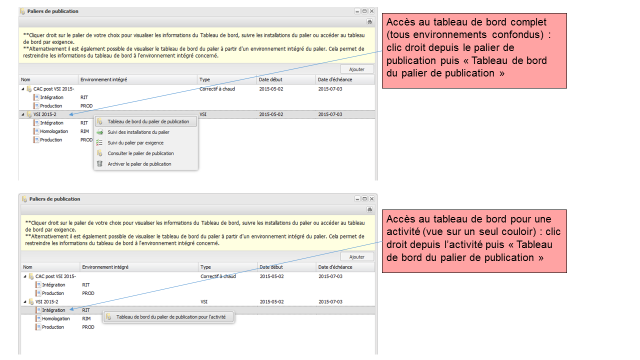 Paliers de publication
**Cliquer droit sur le palier de votre choix pour visualiser les informations du Tableau de bord, suivre les installations du palier ou accéder au tableau
de bord par exigence.
**Alternativement il est également possible de visualiser le tableau de bord du palier à partir d'un environnement intégré du palier. Cela permet de
restreindre les informations du tableau de bord à l'environnement intégré concerné.
Ajouter
Nom Environnement intégré Type Date début Date d'échéance
CAC post VSI 2015- Correctif à chaud 2015-05-02 2015-07-03
Intégration RIT
Production PROD
VSI 2015-2 VSI 2015-05-02 2015-07-03
Intégration RIT
Homologation RIM
Production PROD
Tableau de bord du palier de publication
Suivi des installations du palier
Suivi du palier par exigence
Consulter le palier de publication
Archiver le palier de publication
Accès au tableau de bord complet
(tous environnements confondus) :
clic droit depuis le palier de
publication puis « Tableau de bord
du palier de publication »
Paliers de publication
**Cliquer droit sur le palier de votre choix pour visualiser les informations du Tableau de bord, suivre les installations du palier ou accéder au tableau
de bord par exigence.
**Alternativement il est également possible de visualiser le tableau de bord du palier à partir d'un environnement intégré du palier. Cela permet de
restreindre les informations du tableau de bord à l'environnement intégré concerné.
Ajouter
Nom Environnement intégré Type Date début Date d'échéance
CAC post VSI 2015- Correctif à chaud 2015-05-02 2015-07-03
Intégration RIT
Production PROD
VSI 2015-2 VSI 2015-05-02 2015-07-03
Intégration RIT
Homologation RIM
Production PROD
Tableau de bord du palier de publication pour l'activité
Accès au tableau de bord pour une
activité (vue sur un seul couloir) : clic
droit depuis l'activité puis « Tableau
de bord du palier de publication »